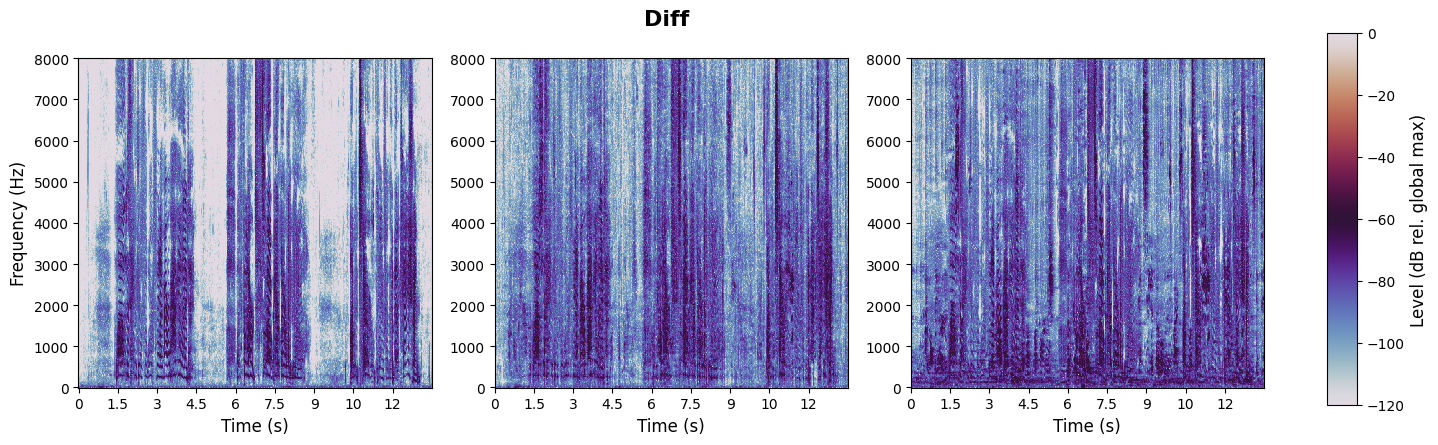 Diff
8000 8000 8000 0
7000 7000 7000
6000 6000 6000 −20
5000 5000 5000
Frequency (Hz) 4000 4000 4000 −40
3000 3000 3000 −60
2000 2000 2000 −80
1000 1000 1000 −100
0 0 0 −120
Level (dB rel. global max)
0 1.5 3 4.5 6 7.5 9 10 12 0 1.5 3 4.5 6 7.5 9 10 12 0 1.5 3 4.5 6 7.5 9 10 12
Time (s) Time (s) Time (s)